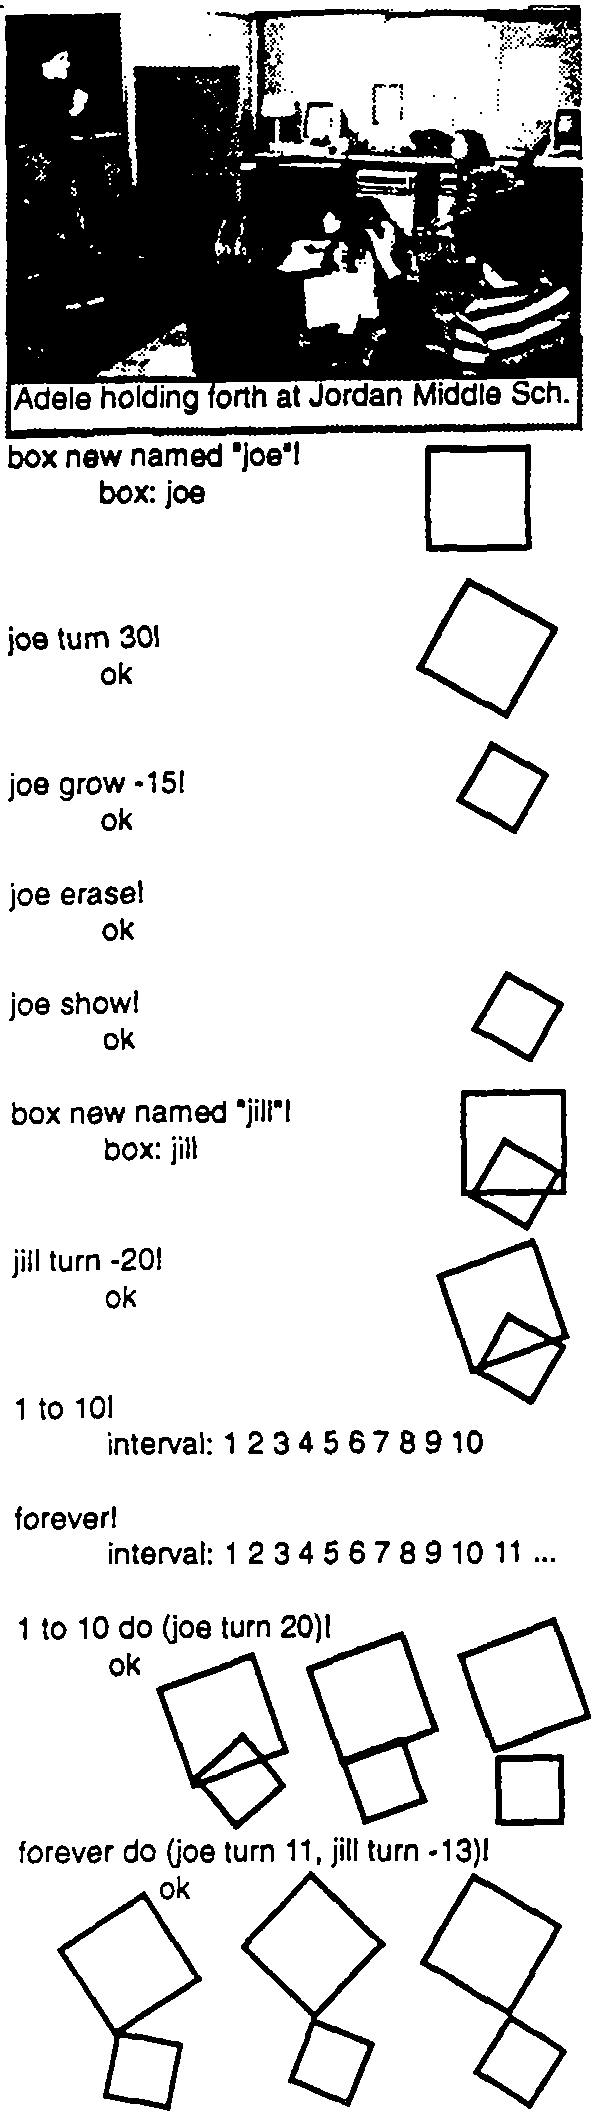 Adele holding forth at Jordan Middle Sch.
box new named "joe"!
box: joe
joe turn 30!
ok
joe grow -15!
ok
joe erase!
ok
joe show!
ok
box new named "jill"!
box: jill
jill turn -20!
ok
1 to 10!
interval: 1 2 3 4 5 6 7 8 9 10
forever!
interval: 1 2 3 4 5 6 7 8 9 10 11 ...
1 to 10 do (joe turn 20)!
ok
forever do (joe turn 11, jill turn -13)!
ok